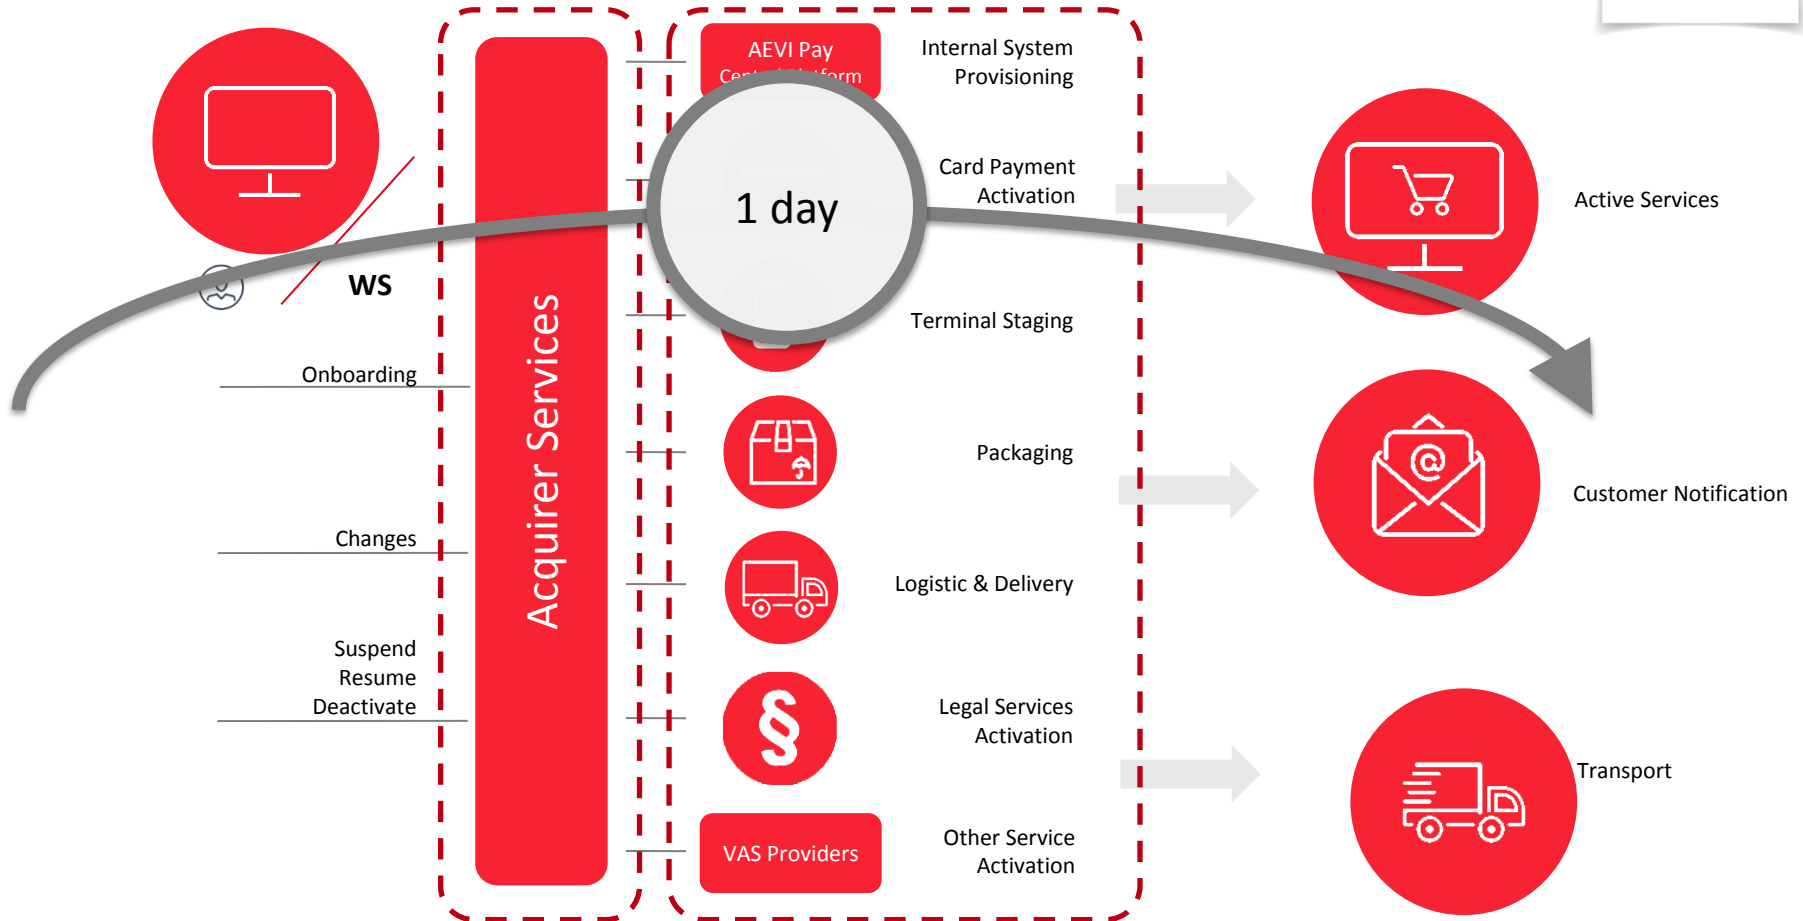 AEVI Pay
Platform
Internal System
Provisioning
Card Payment
Activation
1 day
Active Services
WS
Terminal Staging
Onboarding
Acquirer Services
Packaging
@
Customer Notification
Changes
Logistic & Delivery
Suspend
Resume
Deactivate
§
Legal Services
Activation
Transport
VAS Providers
Other Service
Activation